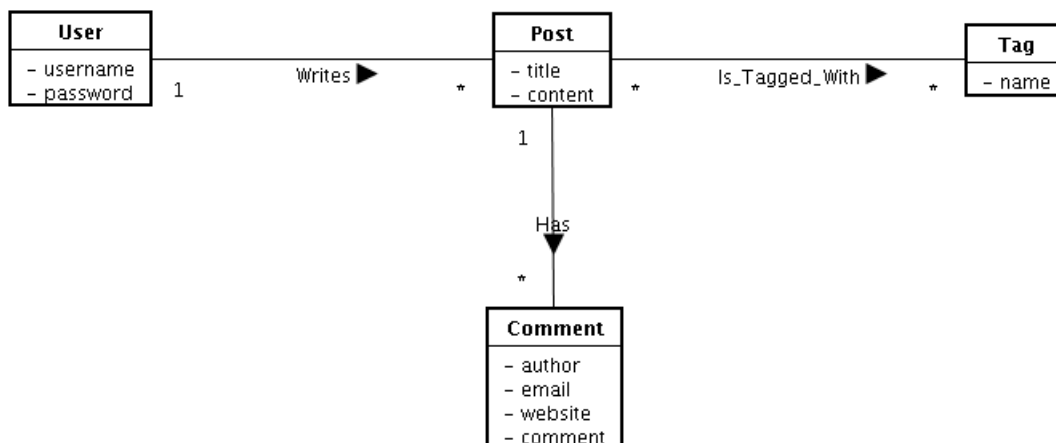 User
- username
- password
1
Writes
*
Post
- title
- content
*
Is_Tagged_With
*
Tag
- name
1
Has
*
Comment
- author
- email
- website
- comment